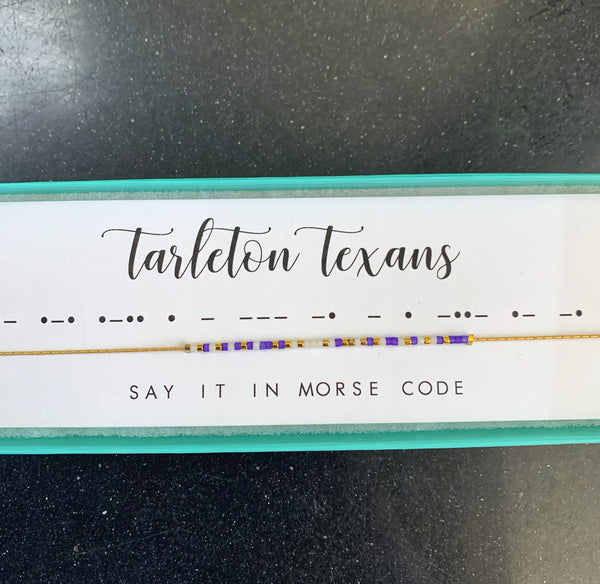 Tarleton Texans
– •–• •–•• • – ––– –• – • –••– •– –•
SAY IT IN MORSE CODE